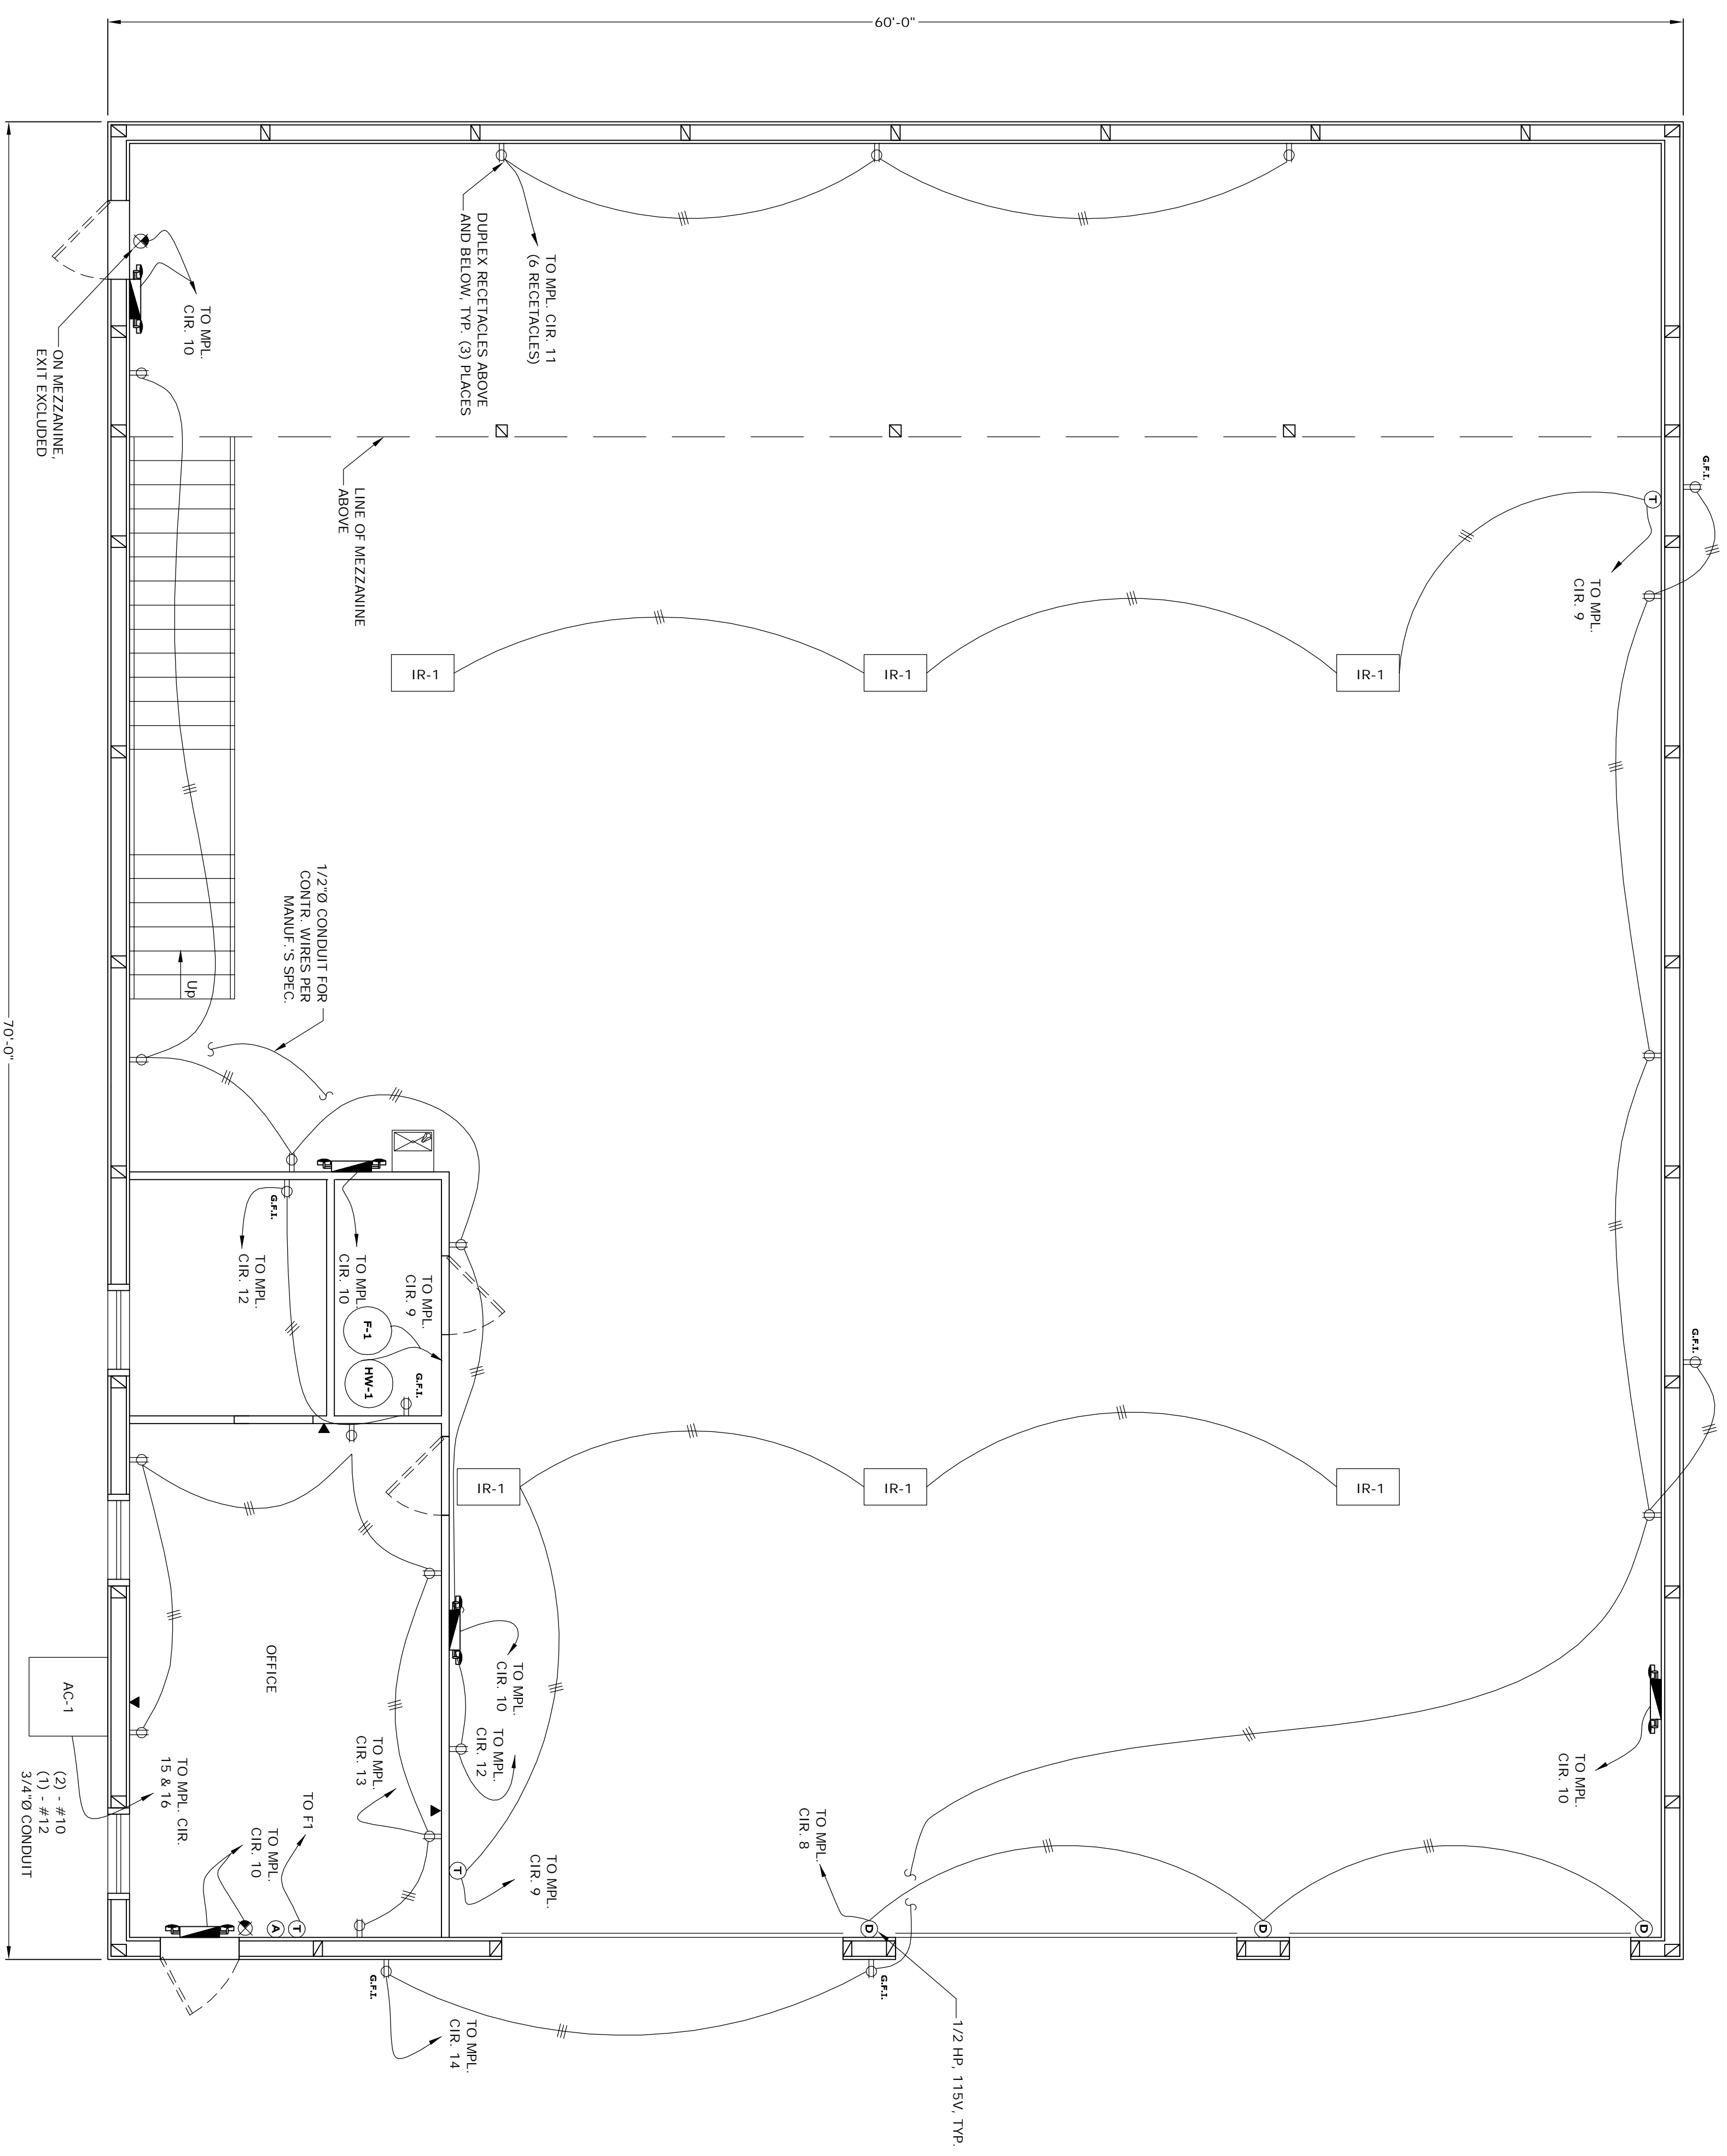 60'-0"
70'-0"
DUPLEX RECETACLES ABOVE
AND BELOW, TYP. (3) PLACES
TO MPL. CIR. 11
(6 RECETACLES)
TO MPL.
CIR. 10
ON MEZZANINE,
EXIT EXCLUDED
LINE OF MEZZANINE
ABOVE
G.F.I.
T
TO MPL.
CIR. 9
IR-1
IR-1
IR-1
Up
1/2"Ø CONDUIT FOR
CONTR. WIRES PER
MANUF.'S SPEC.
G.F.I.
TO MPL.
CIR. 12
TO MPL.
CIR. 10
TO MPL.
CIR. 9
F-1
HW-1
G.F.I.
G.F.I.
IR-1
IR-1
IR-1
OFFICE
AC-1
TO MPL. CIR.
15 & 16
(2) - #10
(1) - #12
3/4"Ø CONDUIT
TO MPL.
CIR. 10
TO MPL.
CIR. 12
TO MPL.
CIR. 13
TO F1
TO MPL.
CIR. 10
A
T
T
TO MPL.
CIR. 9
TO MPL.
CIR. 8
TO MPL.
CIR. 10
D
D
D
G.F.I.
G.F.I.
TO MPL.
CIR. 14
1/2 HP, 115V, TYP.